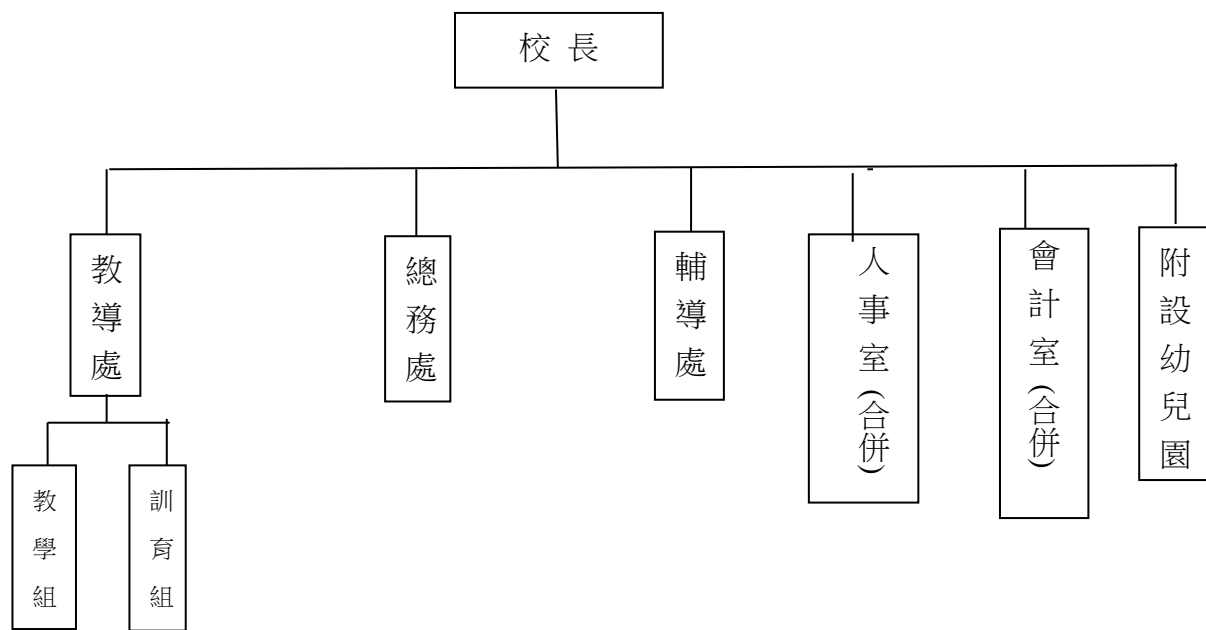 校長
教導處
總務處
輔導處
人事室(合併)
會計室(合併)
附設幼兒園
教學組
訓育組